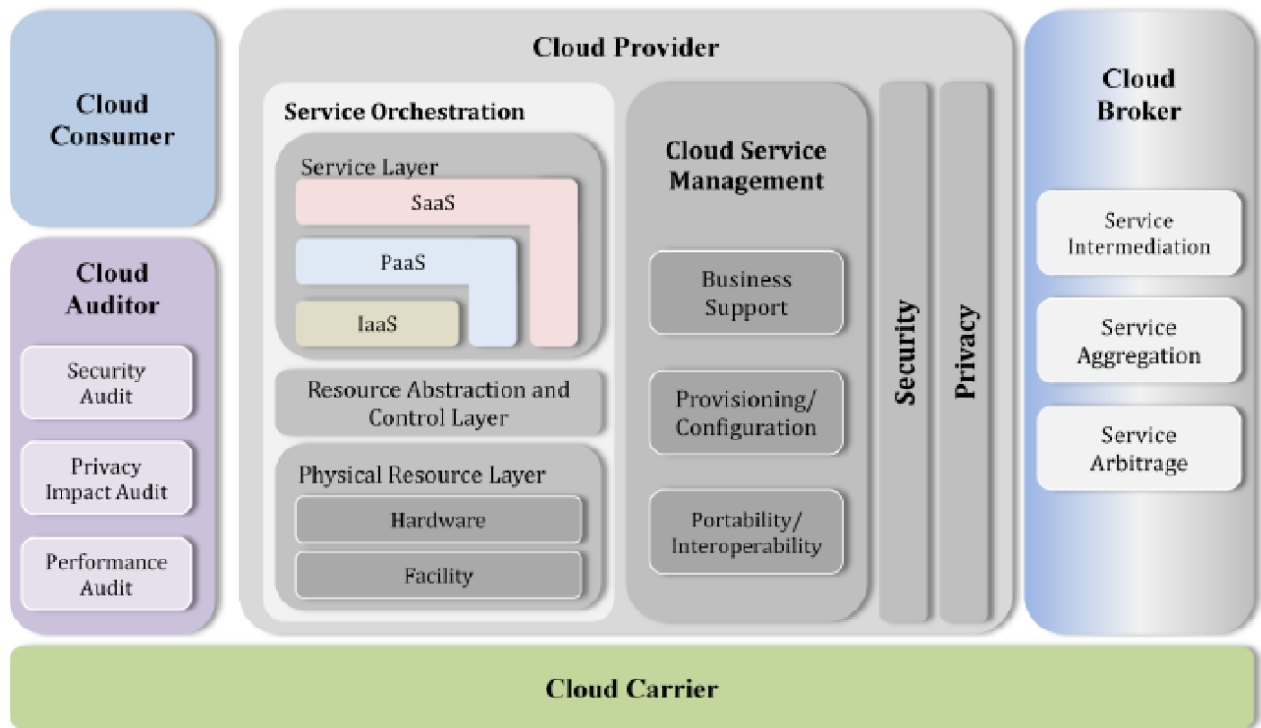 Cloud
Consumer
Cloud
Auditor
Security
Audit
Privacy
Impact Audit
Performance
Audit
Cloud Provider
Service Orchestration
Service Layer
SaaS
PaaS
IaaS
Resource Abstraction and
Control Layer
Physical Resource Layer
Hardware
Facility
Cloud Service
Management
Business
Support
Provisioning/
Configuration
Portability/
Interoperability
Security
Privacy
Cloud
Broker
Service
Intermediation
Service
Aggregation
Service
Arbitrage
Cloud Carrier